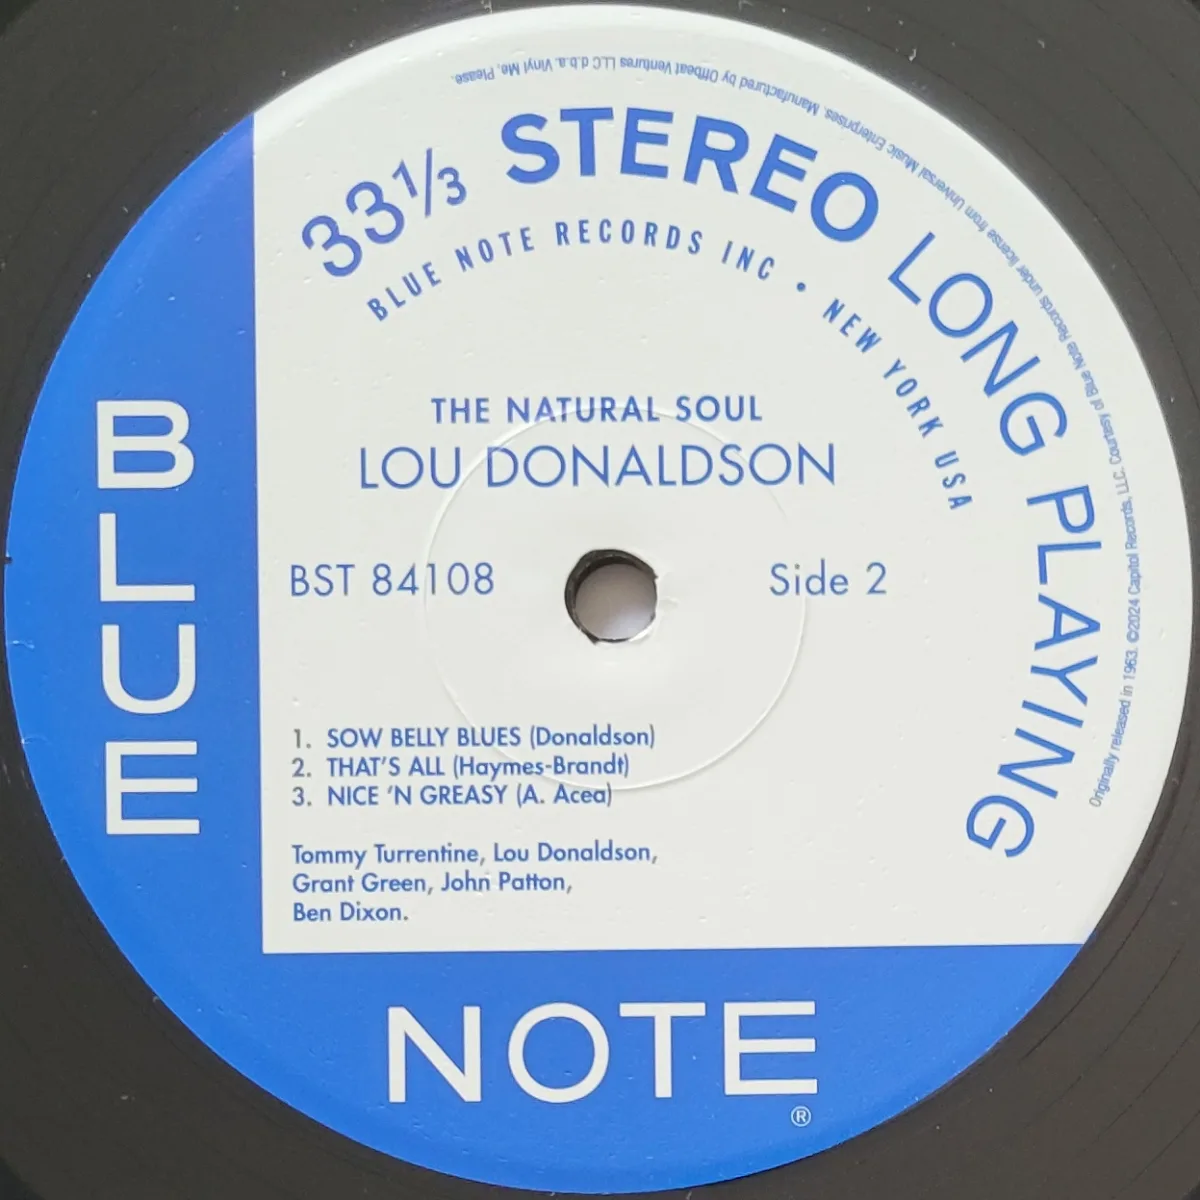 33⅓ STEREO LONG PLAYING
BLUE NOTE RECORDS INC • NEW YORK USA
THE NATURAL SOUL
LOU DONALDSON
BST 84108
Side 2
1. SOW BELLY BLUES (Donaldson)
2. THAT'S ALL (Haymes-Brandt)
3. NICE 'N GREASY (A. Acea)
Tommy Turrentine, Lou Donaldson,
Grant Green, John Patton,
Ben Dixon.
BLUE
NOTE
®
Originally released in 1963. ©2024 Capitol Records, LLC. Courtesy of Blue Note Records under license from Universal Music Enterprises. Manufactured by Offbeat Ventures LLC d.b.a. Vinyl Me, Please.